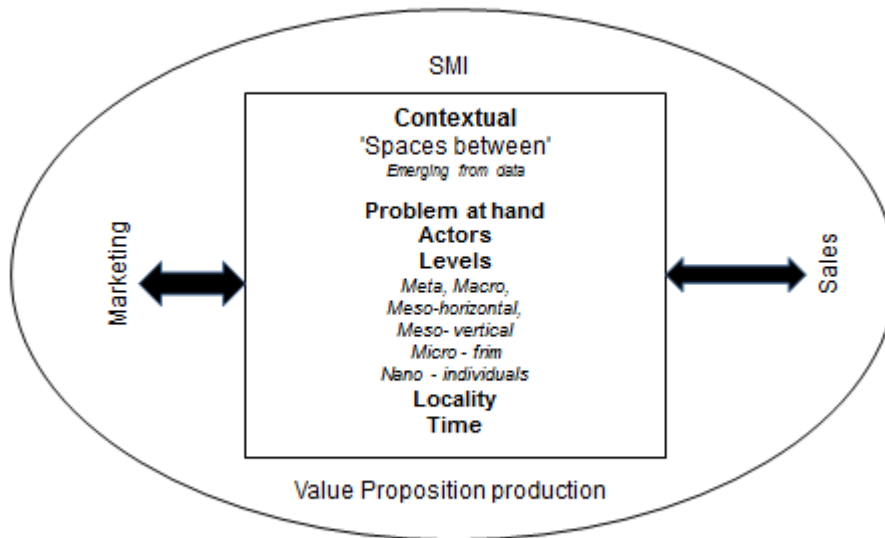 SMI
Contextual
'Spaces between'
Emerging from data
Problem at hand
Actors
Levels
Meta, Macro,
Meso-horizontal,
Meso- vertical
Micro - frim
Nano - individuals
Locality
Time
Marketing
Sales
Value Proposition production